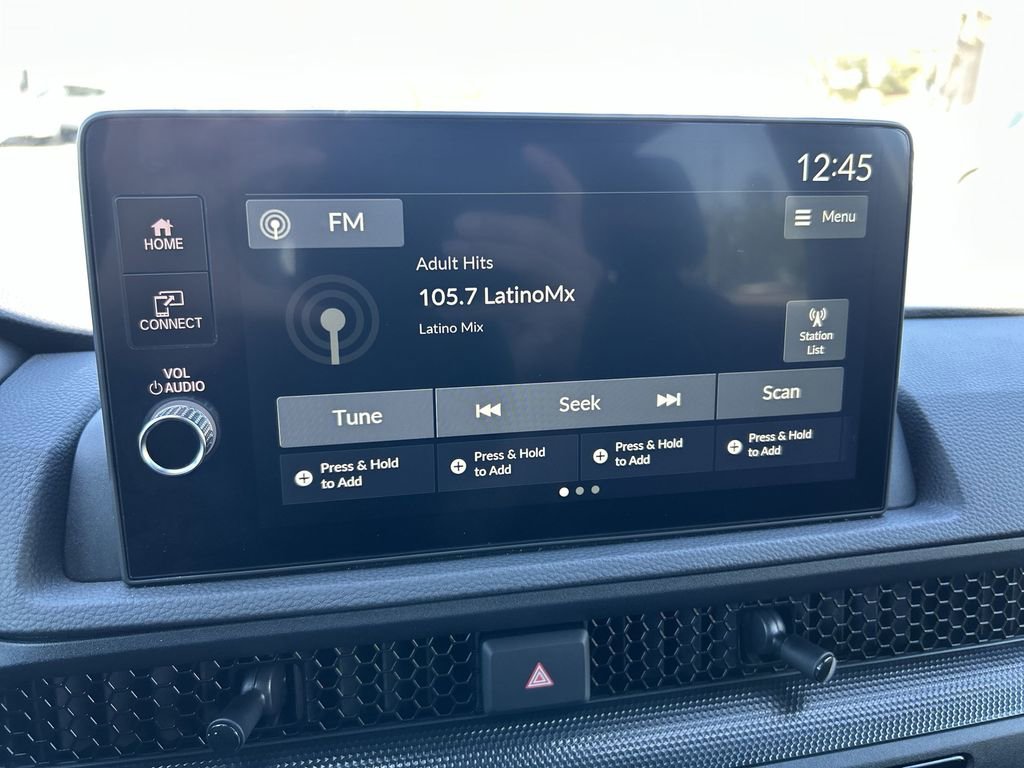 12:45
HOME
FM
Menu
Adult Hits
105.7 LatinoMx
CONNECT
Latino Mix
Station
List
VOL
AUDIO
Tune
Seek
Scan
Press & Hold
to Add
Press & Hold
to Add
Press & Hold
to Add
Press & Hold
to Add